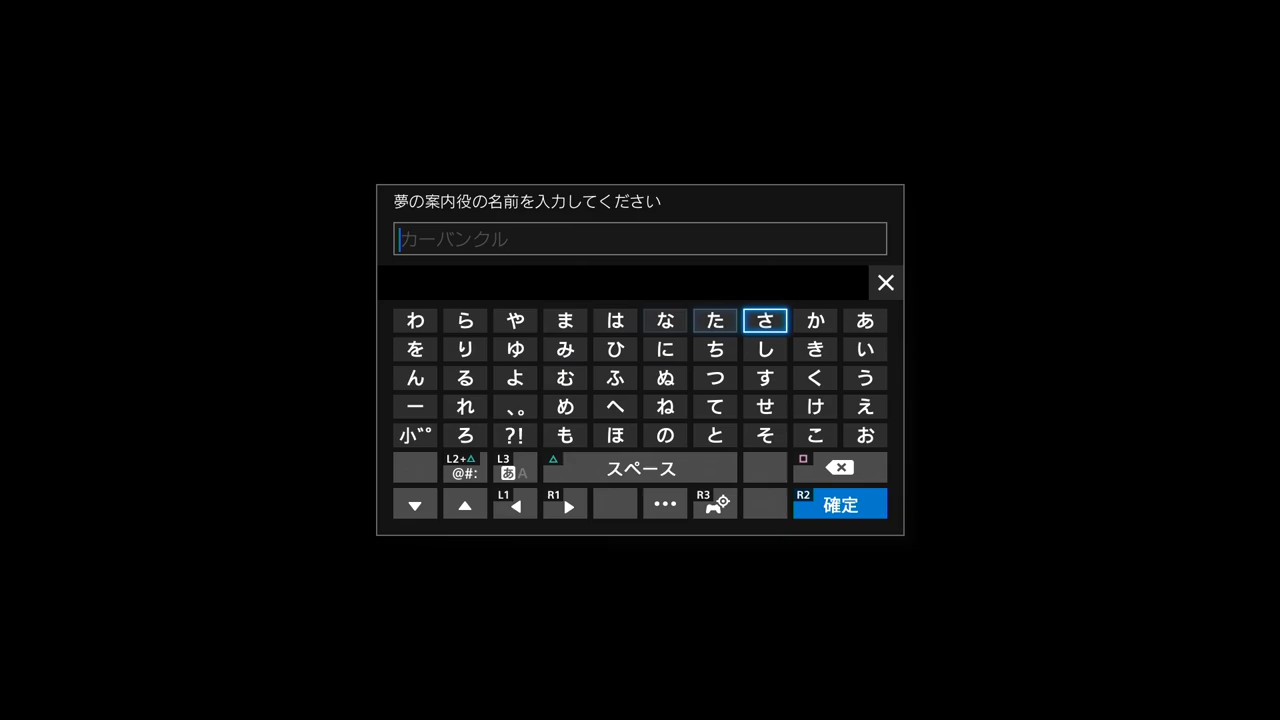 夢の案内役の名前を入力してください
カーバンクル
わ ら や ま は な た さ か あ
を り ゆ み ひ に ち し き い
ん る よ む ふ ぬ つ す く う
ー れ 、。 め へ ね て せ け え
小゛゜ ろ ?! も ほ の と そ こ お
L2+△ @#: L3 あA △ スペース □
▼ ▲ L1 ◀ R1 ▶ ••• R3 R2 確定